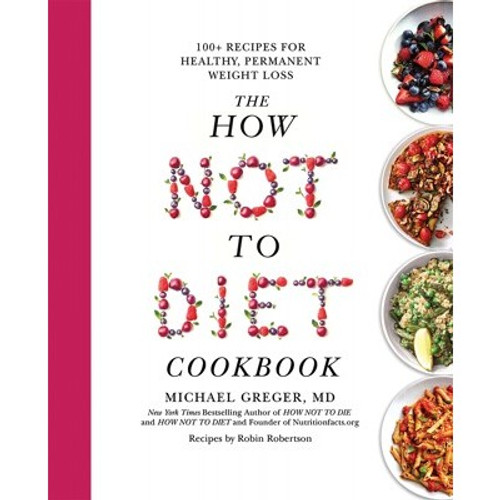 100+ RECIPES FOR
HEALTHY, PERMANENT
WEIGHT LOSS
THE
HOW
NOT
TO
DIET
COOKBOOK
MICHAEL GREGER, MD
New York Times Bestselling Author of HOW NOT TO DIE
and HOW NOT TO DIET and Founder of Nutritionfacts.org
Recipes by Robin Robertson